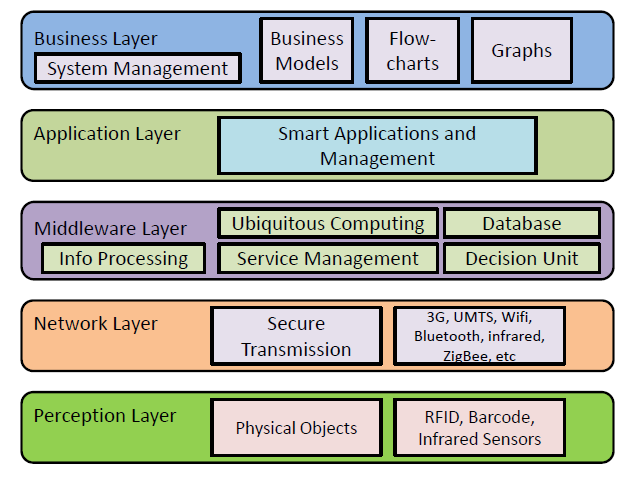 Business Layer
System Management
Business
Models
Flow-
charts
Graphs
Application Layer
Smart Applications and
Management
Middleware Layer
Ubiquitous Computing
Database
Info Processing
Service Management
Decision Unit
Network Layer
Secure
Transmission
3G, UMTS, Wifi,
Bluetooth, infrared,
ZigBee, etc
Perception Layer
Physical Objects
RFID, Barcode,
Infrared Sensors